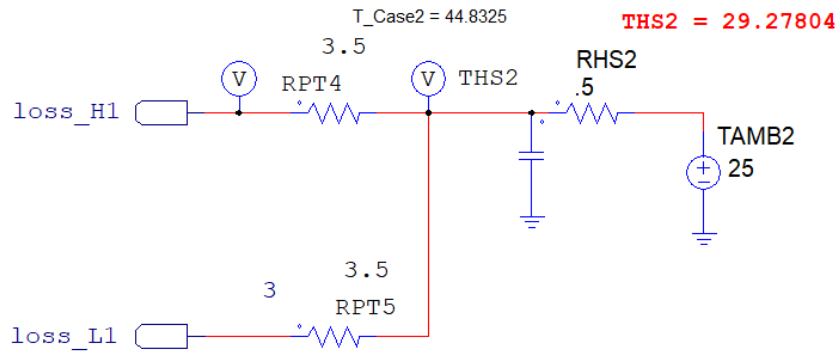 T_Case2 = 44.8325
THS2 = 29.27804
3.5
RHS2
V
RPT4
V
THS2
.5
loss_H1
TAMB2
+
25
3.5
3
RPT5
loss_L1